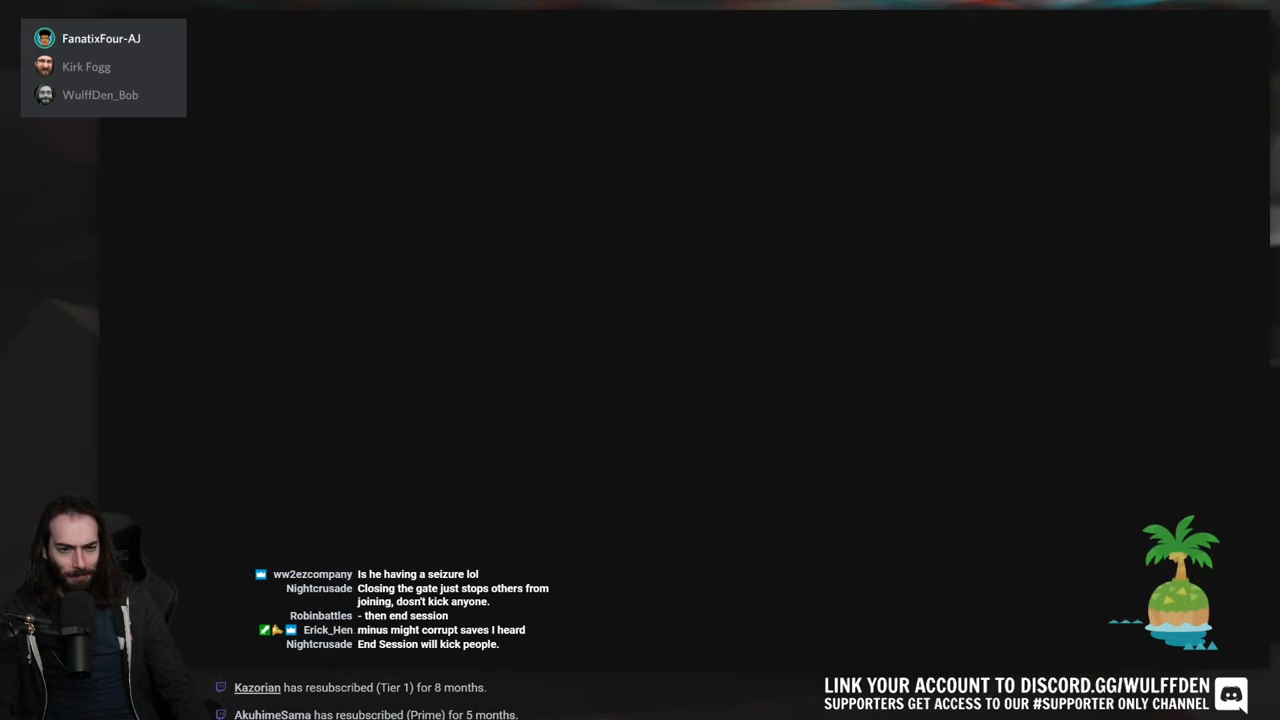 FanatixFour-AJ
Kirk Fogg
WulffDen_Bob
ww2ezcompany Is he having a seizure lol
Nightcrusade Closing the gate just stops others from
joining, dosn't kick anyone.
Robinbattles - then end session
Erick_Hen minus might corrupt saves I heard
Nightcrusade End Session will kick people.
Kazorian has resubscribed (Tier 1) for 8 months.
AkuhimeSama has resubscribed (Prime) for 5 months.
LINK YOUR ACCOUNT TO DISCORD.GG/WULFFDEN
SUPPORTERS GET ACCESS TO OUR #SUPPORTER ONLY CHANNEL